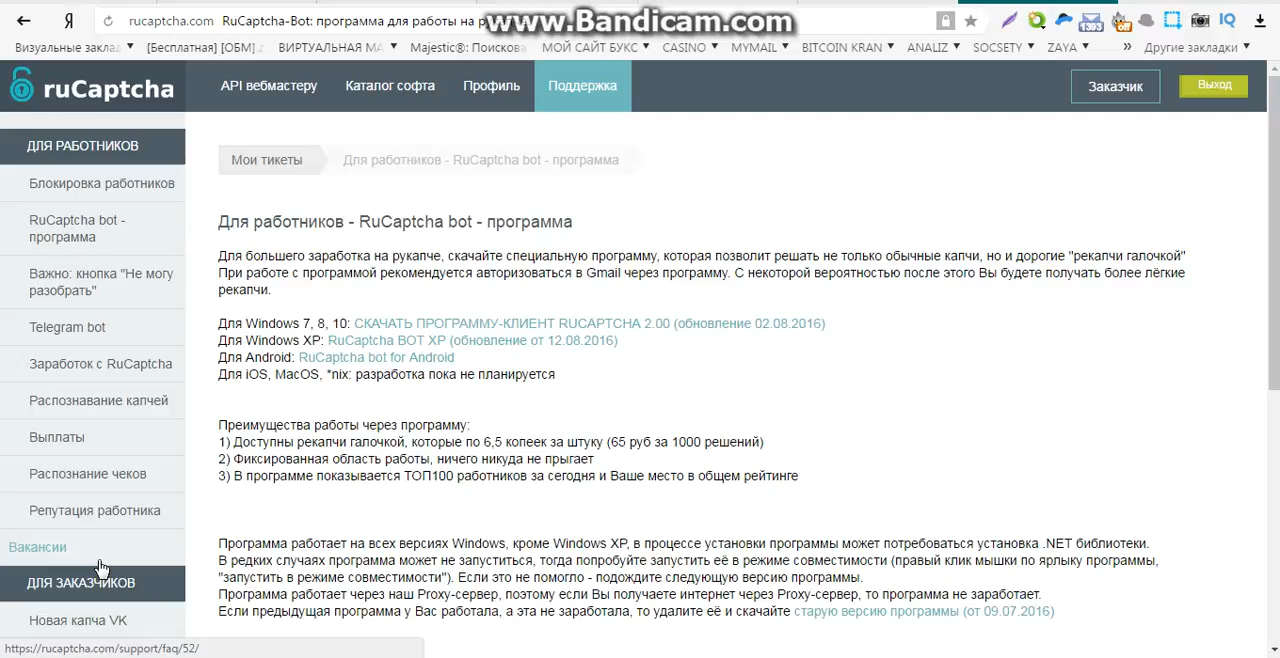 rucaptcha.com RuCaptcha-Bot: программа для работы на
www.Bandicam.com
Визуальные заклад
[Бесплатная] [ОБМ]
ВИРТУАЛЬНАЯ МА
Majestic®: Поискова
МОЙ САЙТ БУКС
CASINO
MYMAIL
BITCOIN KRAN
ANALIZ
SOCSETY
ZAYA
» Другие закладки
ruCaptcha
API вебмастеру
Каталог софта
Профиль
Поддержка
Заказчик
Выход
ДЛЯ РАБОТНИКОВ
Блокировка работников
RuCaptcha bot -
программа
Важно: кнопка "Не могу
разобрать"
Telegram bot
Заработок с RuCaptcha
Распознавание капчей
Выплаты
Распознание чеков
Репутация работника
Вакансии
ДЛЯ ЗАКАЗЧИКОВ
Новая капча VK
Мои тикеты
Для работников - RuCaptcha bot - программа
Для работников - RuCaptcha bot - программа
Для большего заработка на рукапче, скачайте специальную программу, которая позволит решать не только обычные капчи, но и дорогие "рекапчи галочкой"
При работе с программой рекомендуется авторизоваться в Gmail через программу. С некоторой вероятностью после этого Вы будете получать более лёгкие
рекапчи.
Для Windows 7, 8, 10: СКАЧАТЬ ПРОГРАММУ-КЛИЕНТ RUCAPTCHA 2.00 (обновление 02.08.2016)
Для Windows XP: RuCaptcha BOT XP (обновление от 12.08.2016)
Для Android: RuCaptcha bot for Android
Для iOS, MacOS, *nix: разработка пока не планируется
Преимущества работы через программу:
1) Доступны рекапчи галочкой, которые по 6,5 копеек за штуку (65 руб за 1000 решений)
2) Фиксированная область работы, ничего никуда не прыгает
3) В программе показывается ТОП100 работников за сегодня и Ваше место в общем рейтинге
Программа работает на всех версиях Windows, кроме Windows XP, в процессе установки программы может потребоваться установка .NET библиотеки.
В редких случаях программа может не запуститься, тогда попробуйте запустить её в режиме совместимости (правый клик мышки по ярлыку программы,
"запустить в режиме совместимости"). Если это не помогло - подождите следующую версию программы.
Программа работает через наш Proxy-сервер, поэтому если Вы получаете интернет через Proxy-сервер, то программа не заработает.
Если предыдущая программа у Вас работала, а эта не заработала, то удалите её и скачайте старую версию программы (от 09.07.2016)
https://rucaptcha.com/support/faq/52/